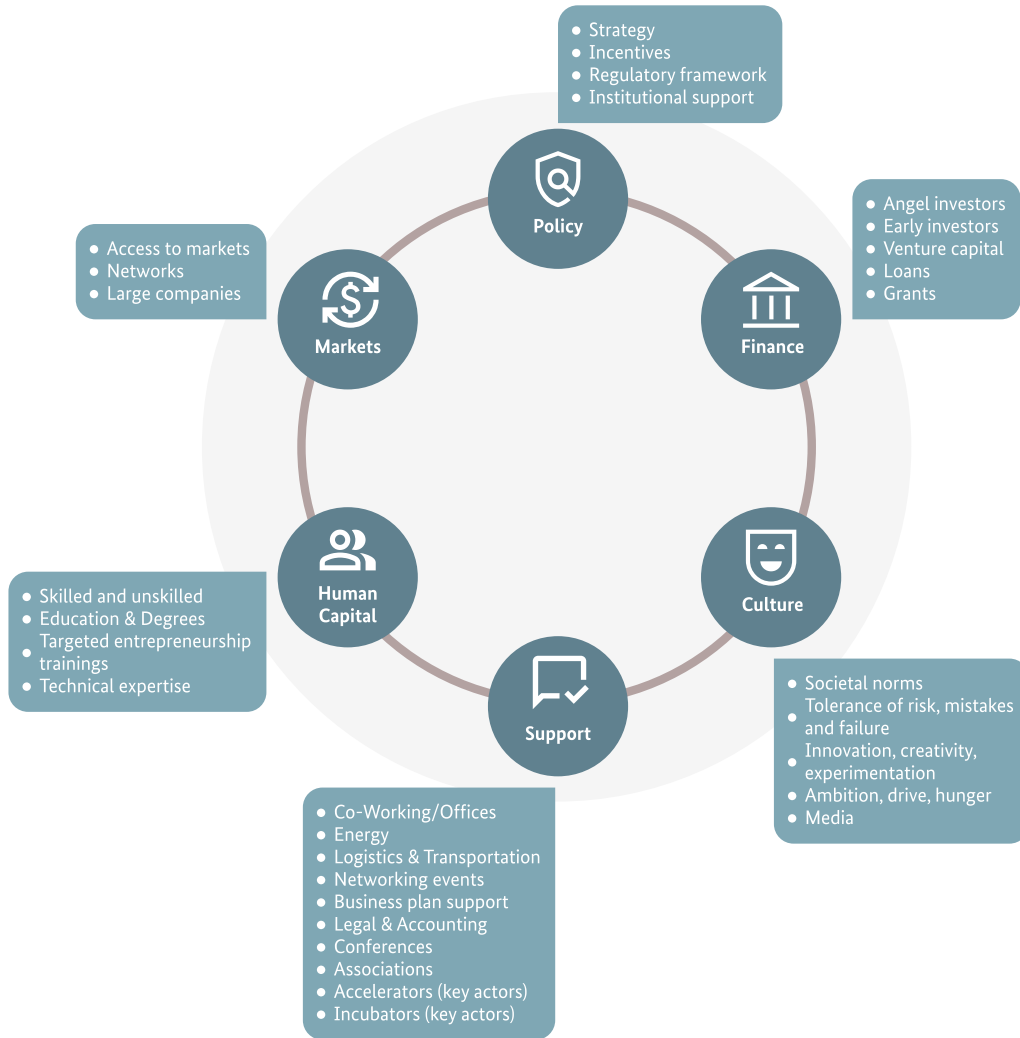 Strategy
Incentives
Regulatory framework
Institutional support
Policy
Angel investors
Early investors
Venture capital
Loans
Grants
Finance
Access to markets
Networks
Large companies
Markets
Human
Capital
Skilled and unskilled
Education & Degrees
Targeted entrepreneurship
trainings
Technical expertise
Culture
Societal norms
Tolerance of risk, mistakes
and failure
Innovation, creativity,
experimentation
Ambition, drive, hunger
Media
Support
Co-Working/Offices
Energy
Logistics & Transportation
Networking events
Business plan support
Legal & Accounting
Conferences
Associations
Accelerators (key actors)
Incubators (key actors)